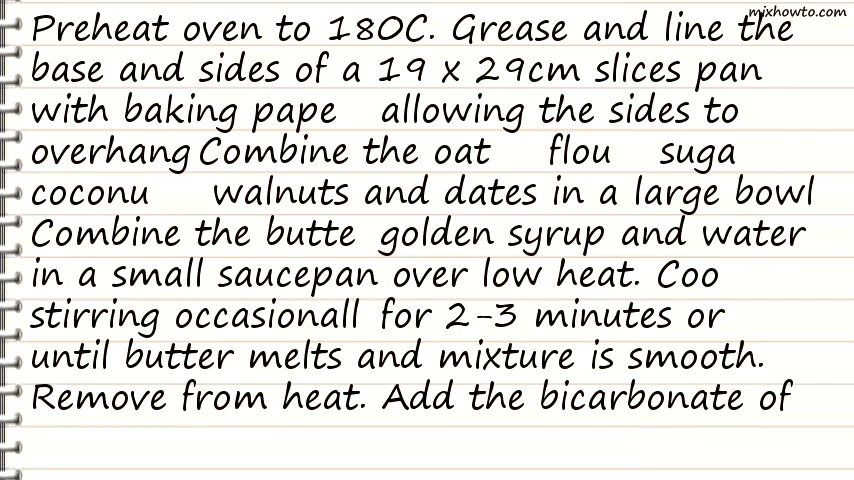 mixhowto.com
Preheat oven to 180C. Grease and line the
base and sides of a 19 x 29cm slices pan
with baking pape allowing the sides to
overhang Combine the oat flou suga
coconu walnuts and dates in a large bowl
Combine the butte golden syrup and water
in a small saucepan over low heat. Coo
stirring occasionall for 2-3 minutes or
until butter melts and mixture is smooth.
Remove from heat. Add the bicarbonate of